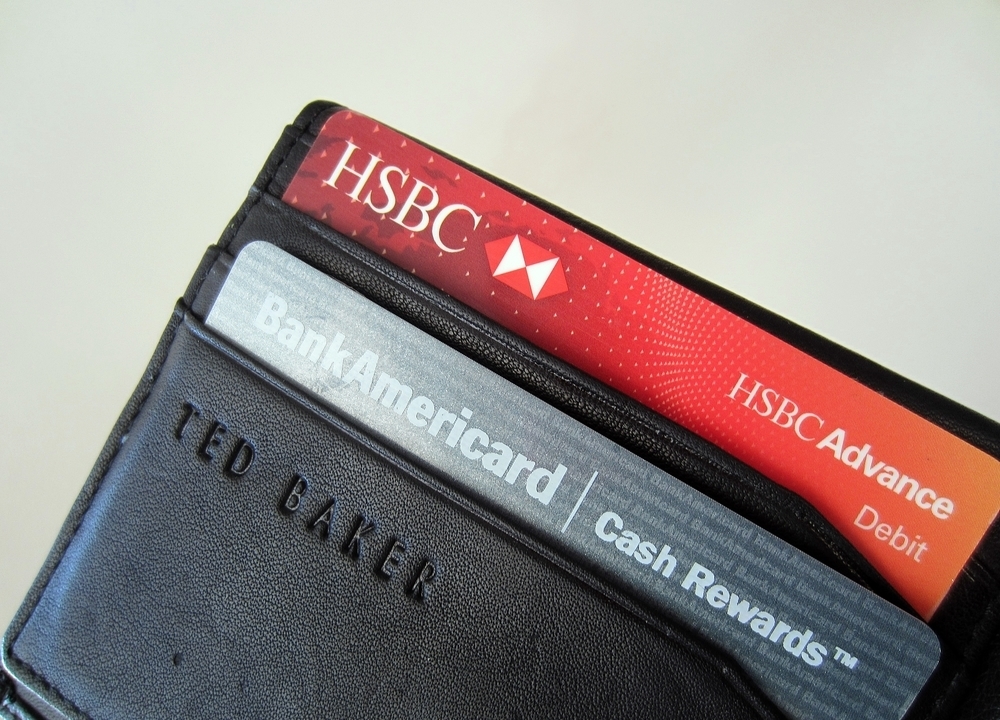 HSBC
HSBC Advance
Debit
BankAmericard | Cash Rewards™
TED BAKER